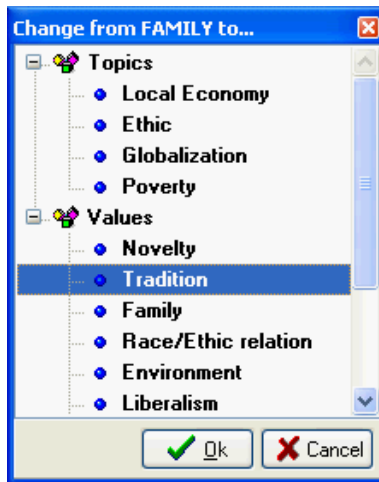 Change from FAMILY to...
Topics
Local Economy
Ethic
Globalization
Poverty
Values
Novelty
Tradition
Family
Race/Ethic relation
Environment
Liberalism
Ok
Cancel